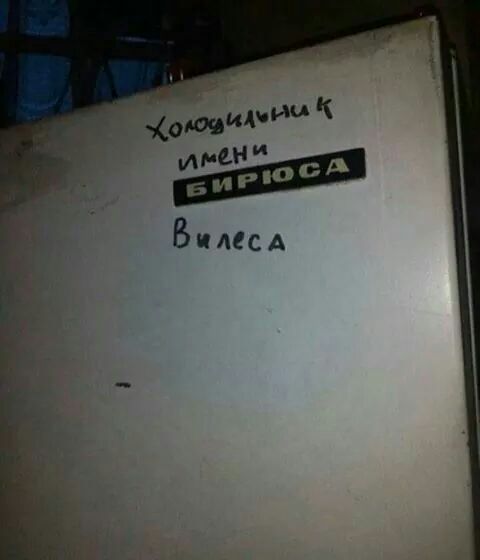 Холодильник
имени
БИРЮСА
Вилеса